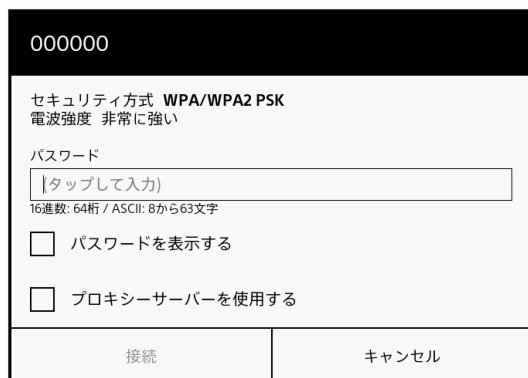 000000
セキュリティ方式 WPA/WPA2 PSK
電波強度 非常に強い
パスワード
(タップして入力)
16進数: 64桁 / ASCII: 8から63文字
パスワードを表示する
プロキシーサーバーを使用する
接続 キャンセル